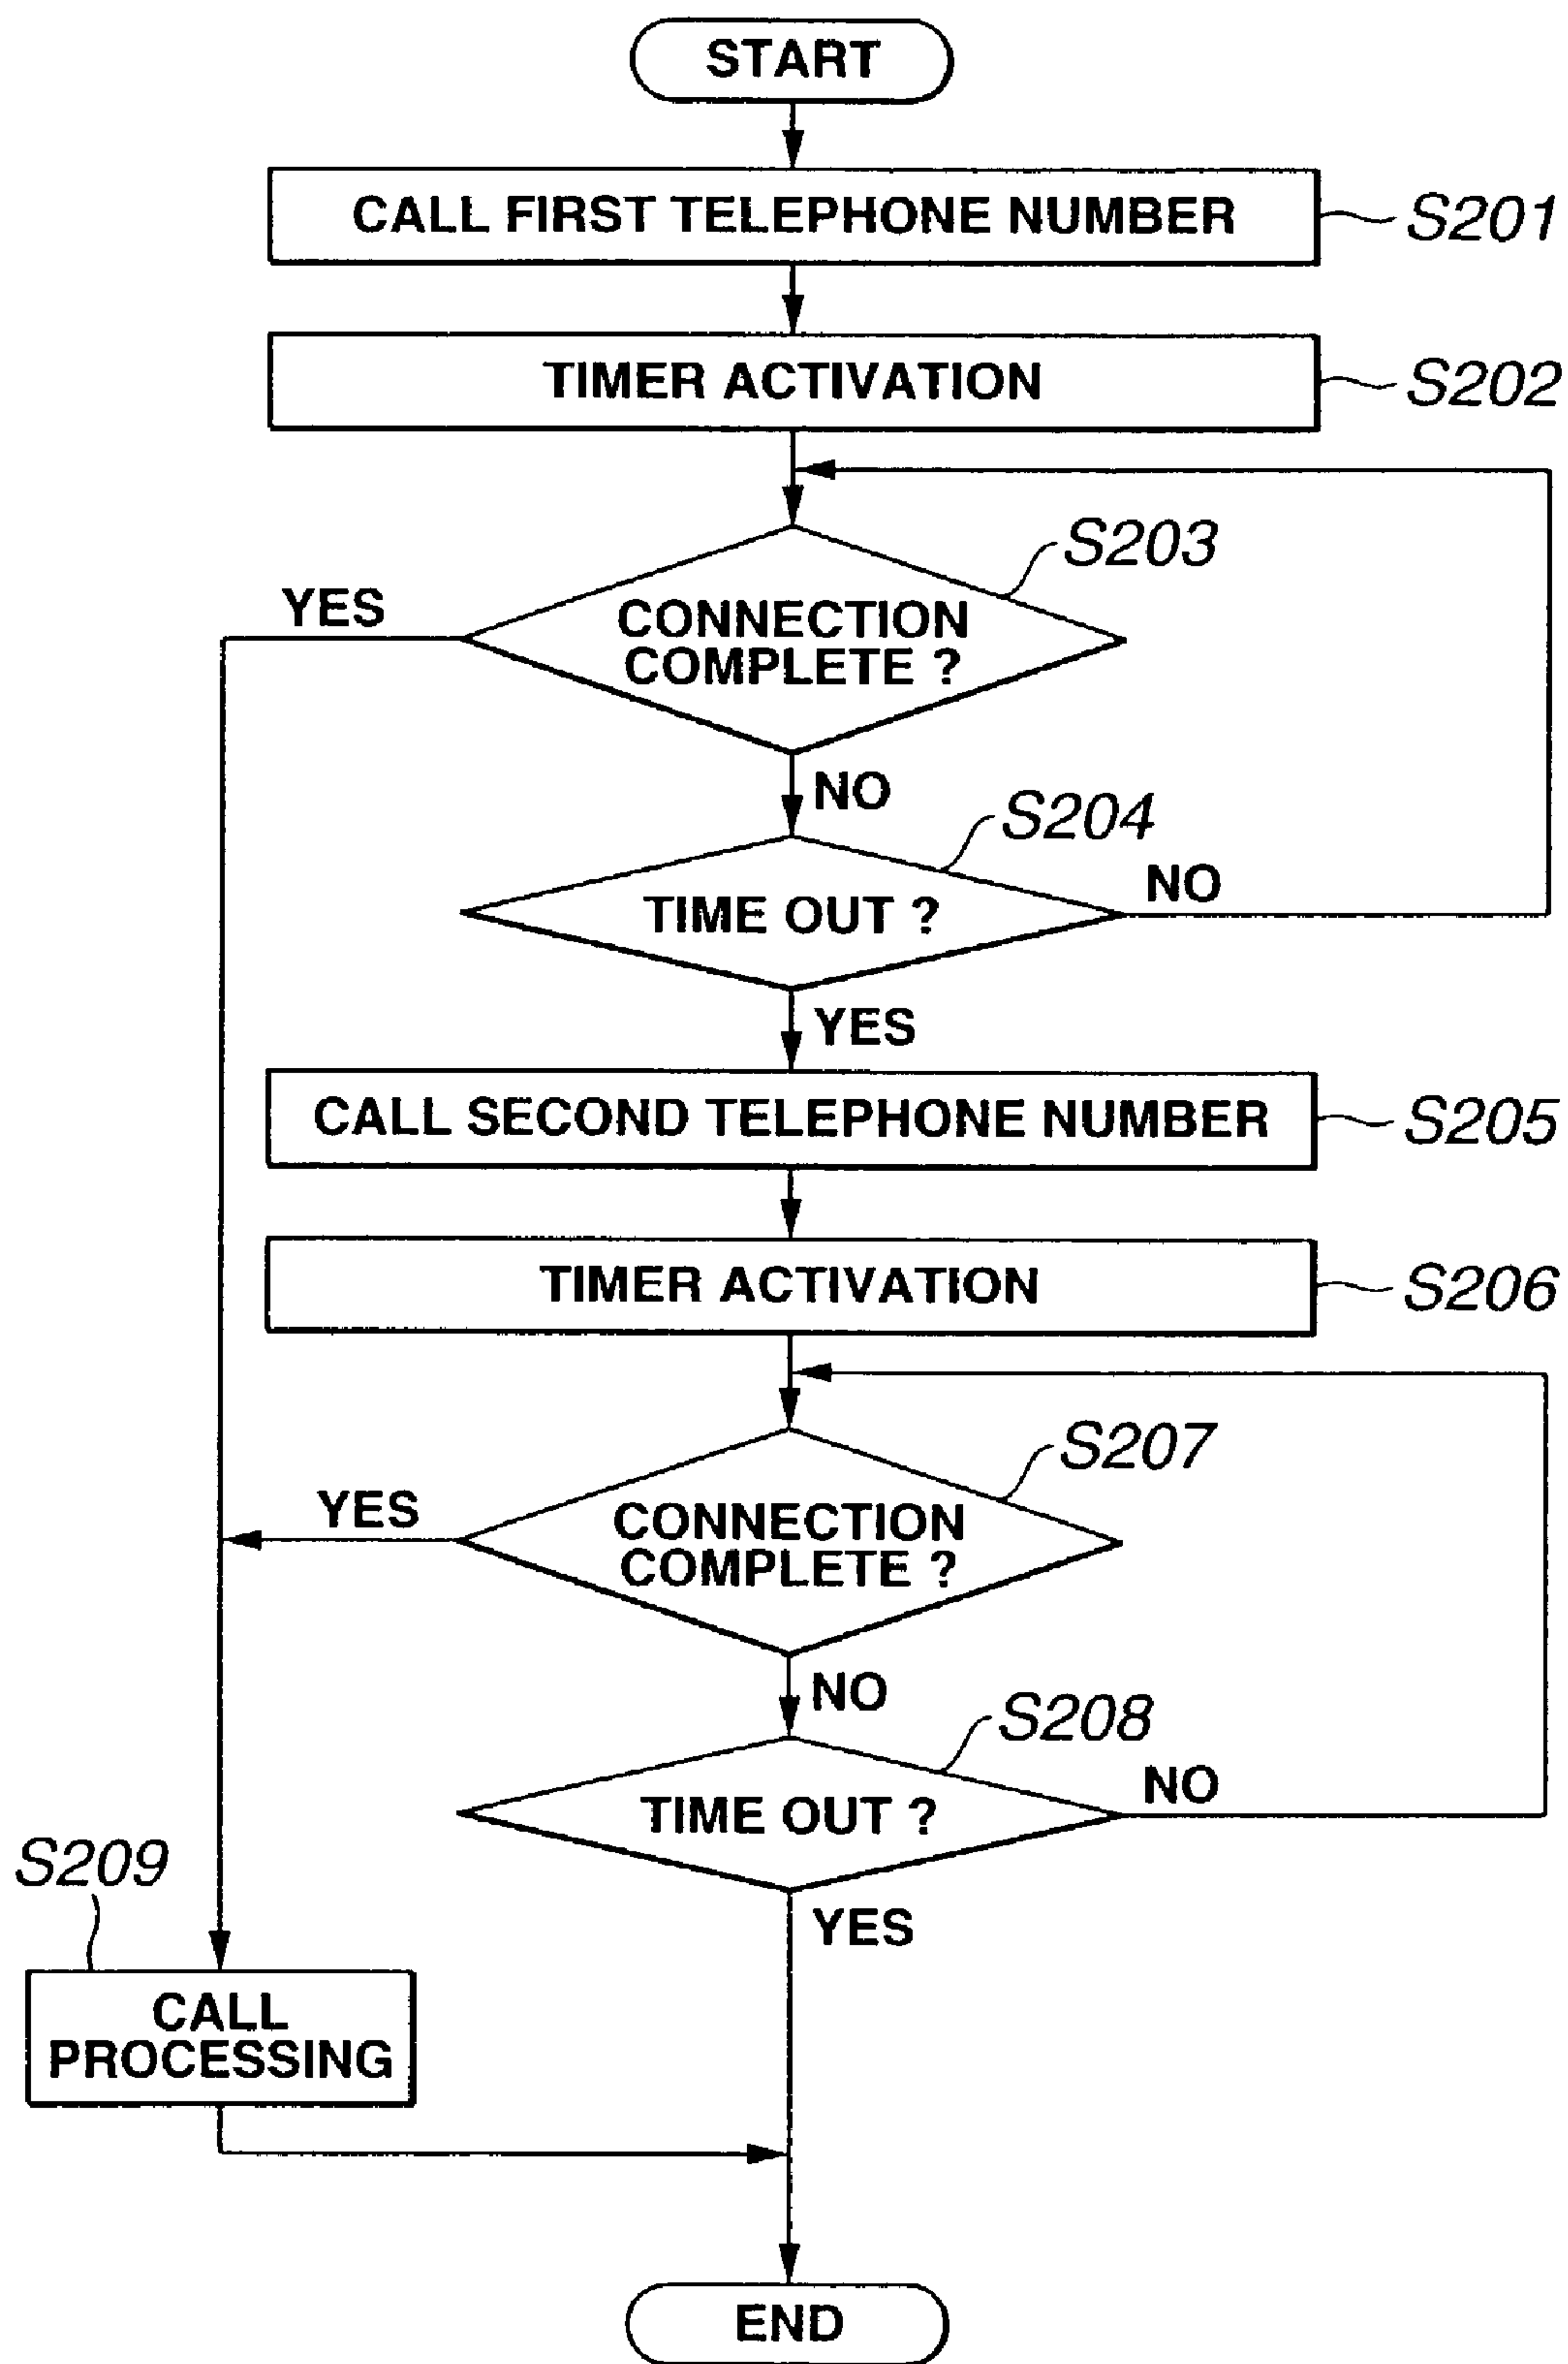 START
CALL FIRST TELEPHONE NUMBER
S201
TIMER ACTIVATION
S202
S203
YES
CONNECTION
COMPLETE ?
NO
S204
NO
TIME OUT ?
YES
CALL SECOND TELEPHONE NUMBER
S205
TIMER ACTIVATION
S206
S207
YES
CONNECTION
COMPLETE ?
NO
S208
NO
TIME OUT ?
S209
YES
CALL
PROCESSING
END